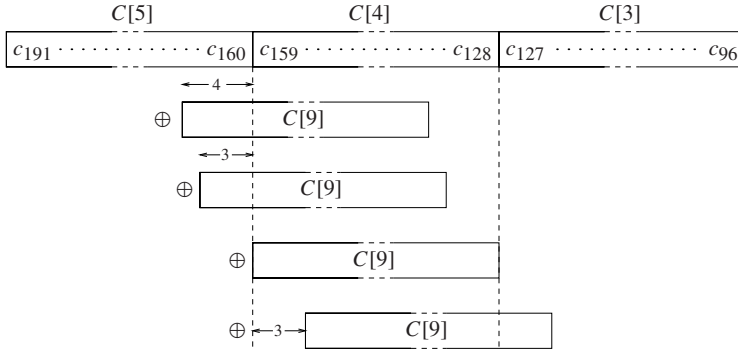 C[5] C[4] C[3]
c191 · · · · · · · · · · · · · c160 c159 · · · · · · · · · · · · · c128 c127 · · · · · · · · · · · · · c96
4
⊕ C[9]
3
⊕ C[9]
⊕ C[9]
⊕ 3 C[9]